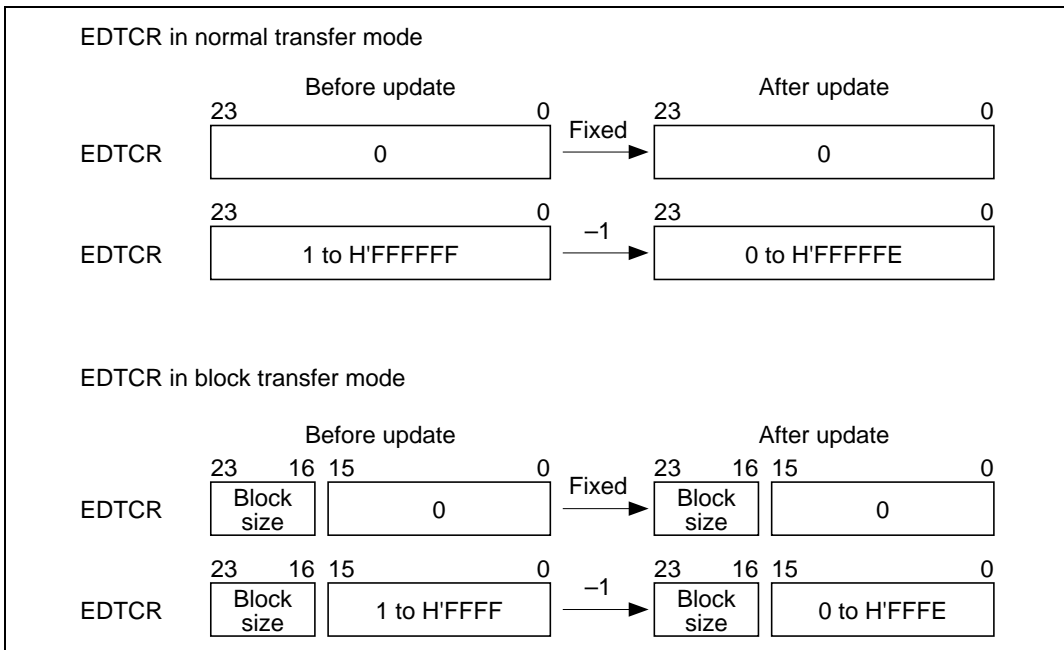 EDTCR in normal transfer mode
Before update After update
23 0 Fixed 23 0
EDTCR 0 0
23 0 –1 23 0
EDTCR 1 to H'FFFFFF 0 to H'FFFFFE
EDTCR in block transfer mode
Before update After update
23 16 15 0 Fixed 23 16 15 0
EDTCR Block size 0 Block size 0
23 16 15 0 –1 23 16 15 0
EDTCR Block size 1 to H'FFFF Block size 0 to H'FFFE